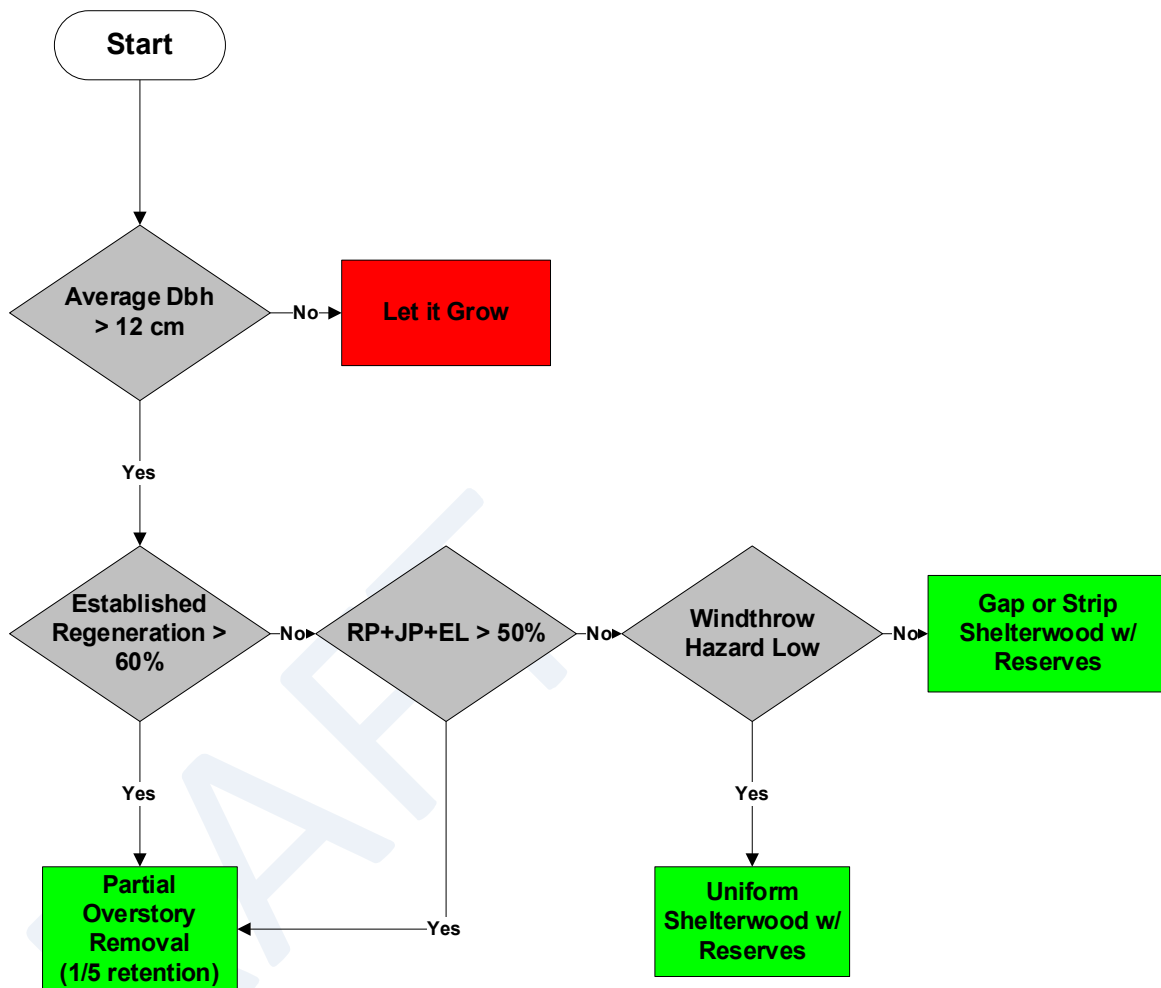 Start
Average Dbh
> 12 cm
No
Let it Grow
Yes
Established
Regeneration >
60%
No
RP+JP+EL > 50%
No
Windthrow
Hazard Low
No
Gap or Strip
Shelterwood w/
Reserves
Yes
Yes
Partial
Overstory
Removal
(1/5 retention)
Yes
Uniform
Shelterwood w/
Reserves
RAFT